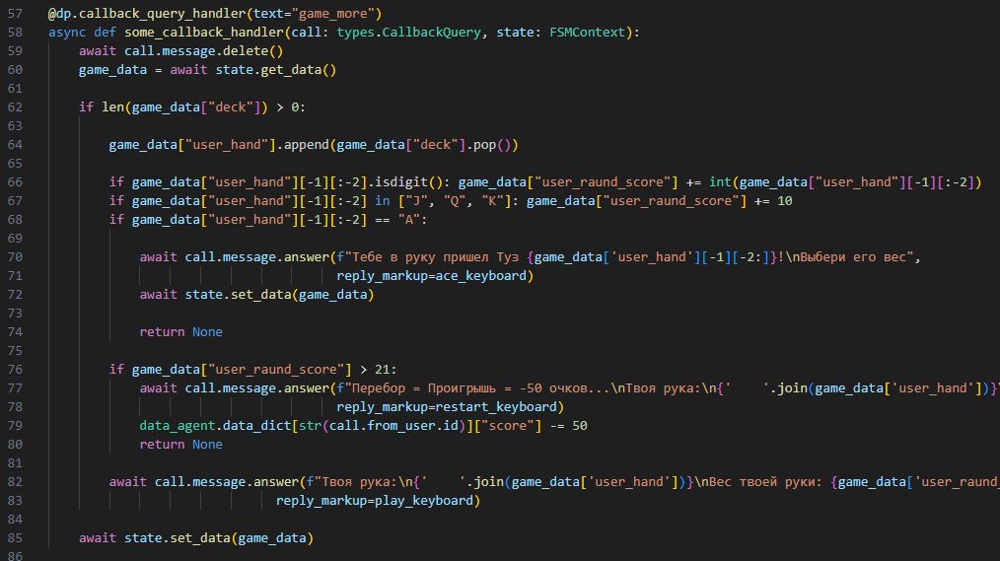 57 @dp.callback_query_handler(text="game_more")
58 async def some_callback_handler(call: types.CallbackQuery, state: FSMContext):
59     await call.message.delete()
60     game_data = await state.get_data()
61
62     if len(game_data["deck"]) > 0:
63
64         game_data["user_hand"].append(game_data["deck"].pop())
65
66         if game_data["user_hand"][-1][:-2].isdigit(): game_data["user_raund_score"] += int(game_data["user_hand"][-1][:-2])
67         if game_data["user_hand"][-1][:-2] in ["J", "Q", "K"]: game_data["user_raund_score"] += 10
68         if game_data["user_hand"][-1][:-2] == "A":
69
70             await call.message.answer(f"Тебе в руку пришел Туз {game_data['user_hand'][-1][-2:]}!\nВыбери его вес",
71                                       reply_markup=ace_keyboard)
72             await state.set_data(game_data)
73
74             return None
75
76         if game_data["user_raund_score"] > 21:
77             await call.message.answer(f"Перебор = Проигрышь = -50 очков...\nТвоя рука:\n{'    '.join(game_data['user_hand'])}
78                                       reply_markup=restart_keyboard)
79             data_agent.data_dict[str(call.from_user.id)]["score"] -= 50
80             return None
81
82         await call.message.answer(f"Твоя рука:\n{'    '.join(game_data['user_hand'])}\nВес твоей руки: {game_data['user_raund_
83                                   reply_markup=play_keyboard)
84
85     await state.set_data(game_data)
86